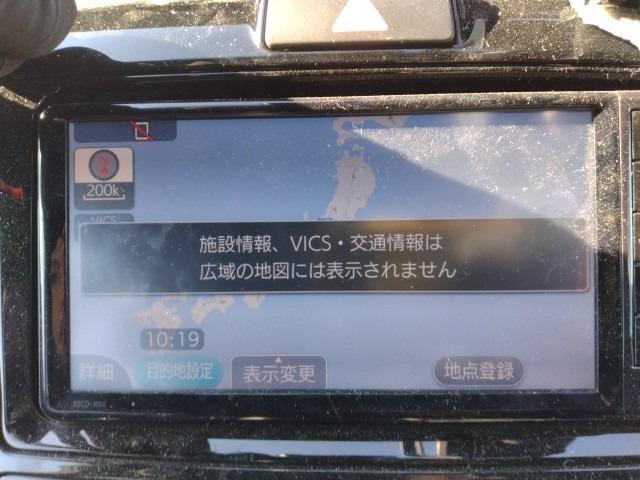 N
200k
VICS
施設情報、VICS・交通情報は
広域の地図には表示されません
10:19
詳細
目的地設定
表示変更
地点登録
NSCD-W66